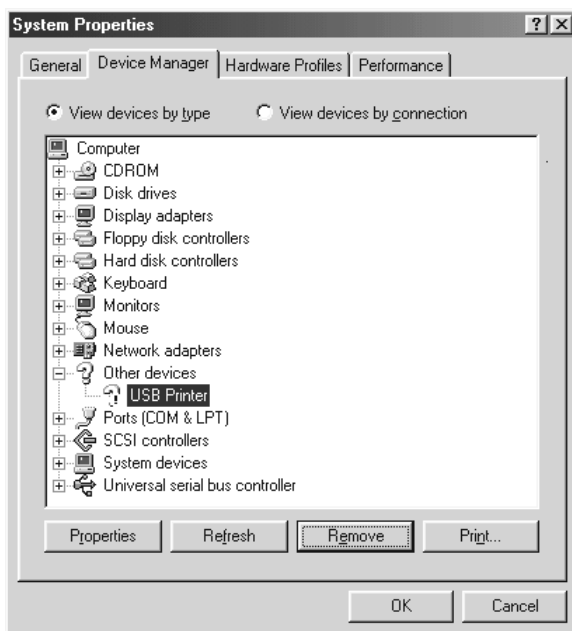 System Properties
General Device Manager Hardware Profiles Performance
View devices by type View devices by connection
Computer
CDROM
Disk drives
Display adapters
Floppy disk controllers
Hard disk controllers
Keyboard
Monitors
Mouse
Network adapters
Other devices
USB Printer
Ports (COM & LPT)
SCSI controllers
System devices
Universal serial bus controller
Properties Refresh Remove Print...
OK Cancel